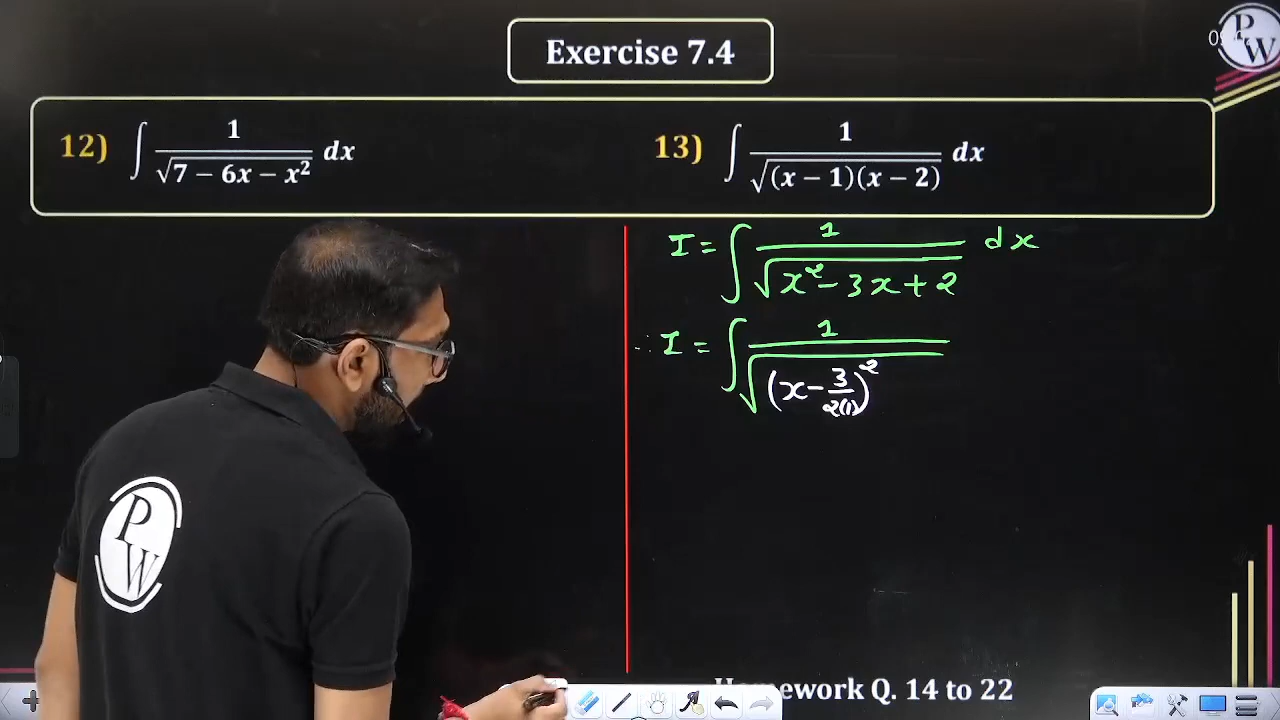 Exercise 7.4
PW
12) ∫ 1/√(7 − 6x − x²) dx
13) ∫ 1/√((x − 1)(x − 2)) dx
I = ∫ 1/√(x² − 3x + 2) dx
∴ I = ∫ 1/√((x − 3/2(1))²
PW
Q. 14 to 22